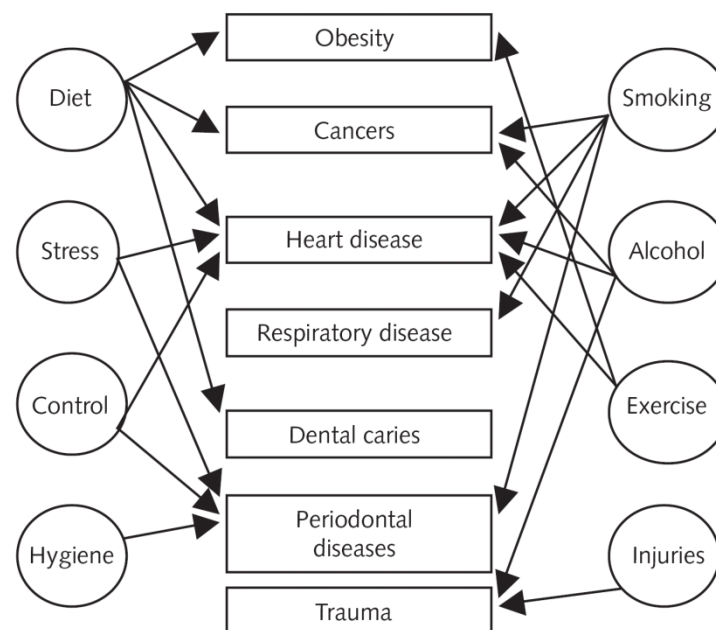 Obesity
Diet
Smoking
Cancers
Stress
Heart disease
Alcohol
Respiratory disease
Control
Exercise
Dental caries
Periodontal
diseases
Hygiene
Injuries
Trauma